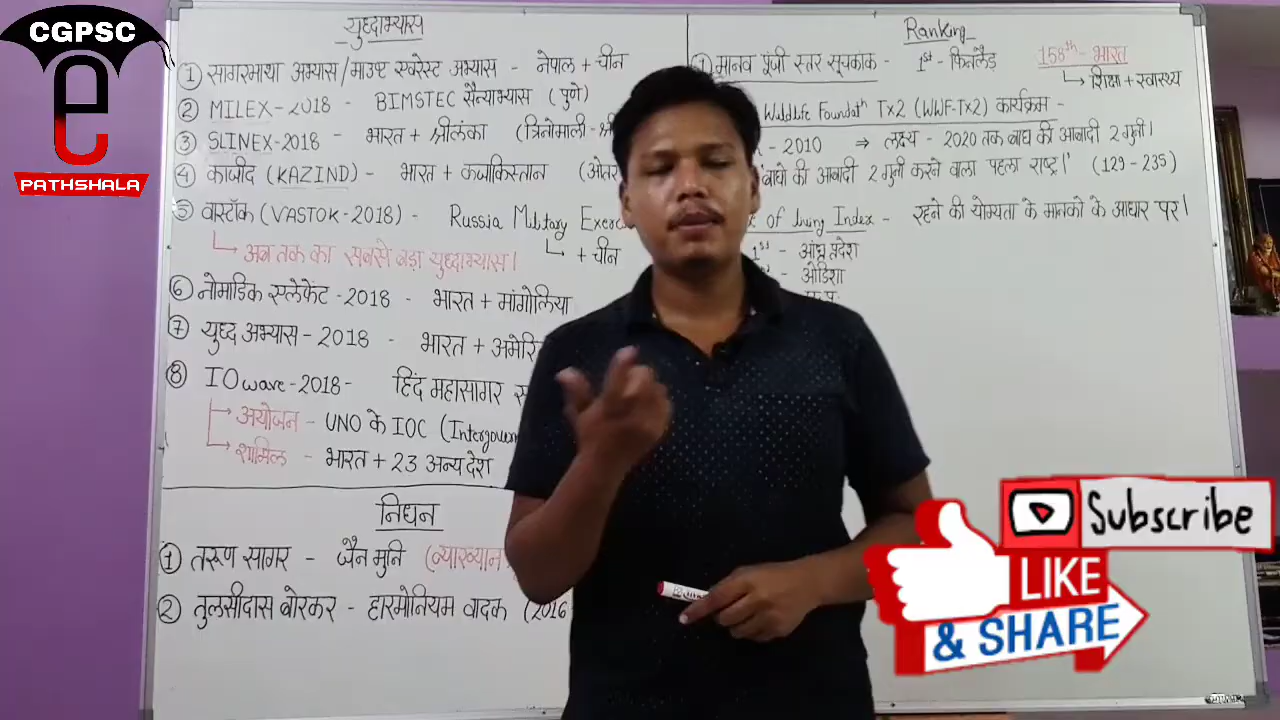 CGPSC
e
PATHSHALA
युद्धाभ्यास
① सागरमाथा अभ्यास/माउण्ट एवरेस्ट अभ्यास - नेपाल + चीन
② MILEX-2018 - BIMSTEC सैन्याभ्यास (पुणे)
③ SLINEX-2018 - भारत + श्रीलंका (त्रिनोमाली - श्री
④ काजींद (KAZIND) - भारत + कजाकिस्तान
⑤ वास्टॉक (VASTOK-2018) - Russia Military
→ अब तक का सबसे बड़ा युद्धाभ्यास।
→ + चीन
⑥ नोमाडिक एलेफेंट-2018 - भारत + मांगोलिया
⑦ युद्ध अभ्यास-2018 - भारत +
⑧ IOwave-2018- हिंद महासागर
→ आयोजन - UNO के IOC
→ शामिल - भारत + 23 अन्य देश
निधन
① तरूण सागर - जैन मुनि (व्याख्यान
② तुलसीदास बोरकर - हारमोनियम वादक (2016
Ranking
① मानव पूंजी स्तर सूचकांक - 1st - फिनलैंड 158th - भारत
→ शिक्षा + स्वास्थ्य
Wildlife Foundatn Tx2 (WWF-Tx2) कार्यक्रम -
- 2010 ⇒ लक्ष्य - 2020 तक बाघ की आबादी 2 गुनी।
बाघों की आबादी 2 गुनी करने वाला पहला राष्ट्र। (129-235)
of living Index - रहने की योग्यता के मानको के आधार पर।
1st - आंध्र प्रदेश
ओडिशा
Subscribe
LIKE
& SHARE